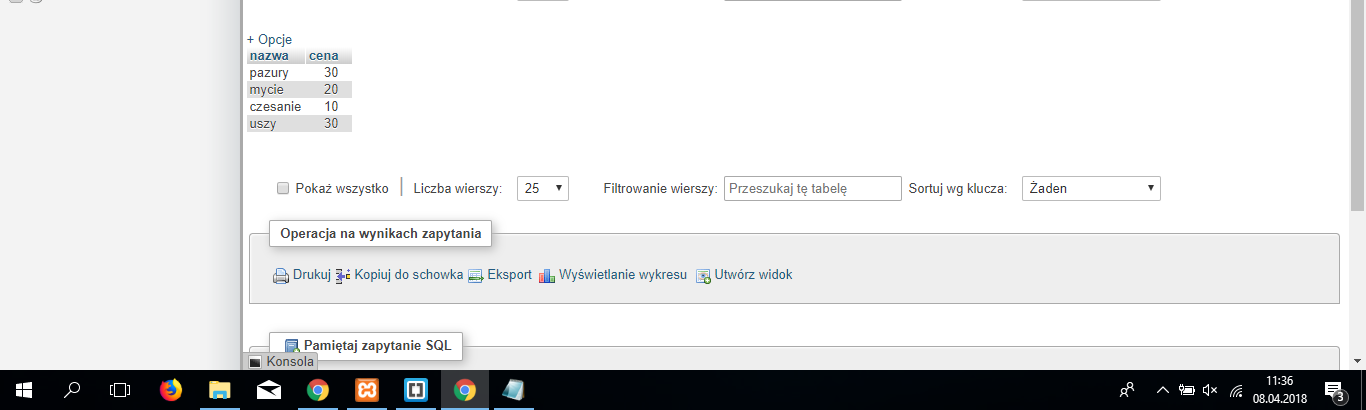 + Opcje
nazwa cena
pazury 30
mycie 20
czesanie 10
uszy 30
Pokaż wszystko Liczba wierszy: 25 Filtrowanie wierszy: Przeszukaj tę tabelę Sortuj wg klucza: Żaden
Operacja na wynikach zapytania
Drukuj Kopiuj do schowka Eksport Wyświetlanie wykresu Utwórz widok
Pamiętaj zapytanie SQL
Konsola
11:36
08.04.2018
3